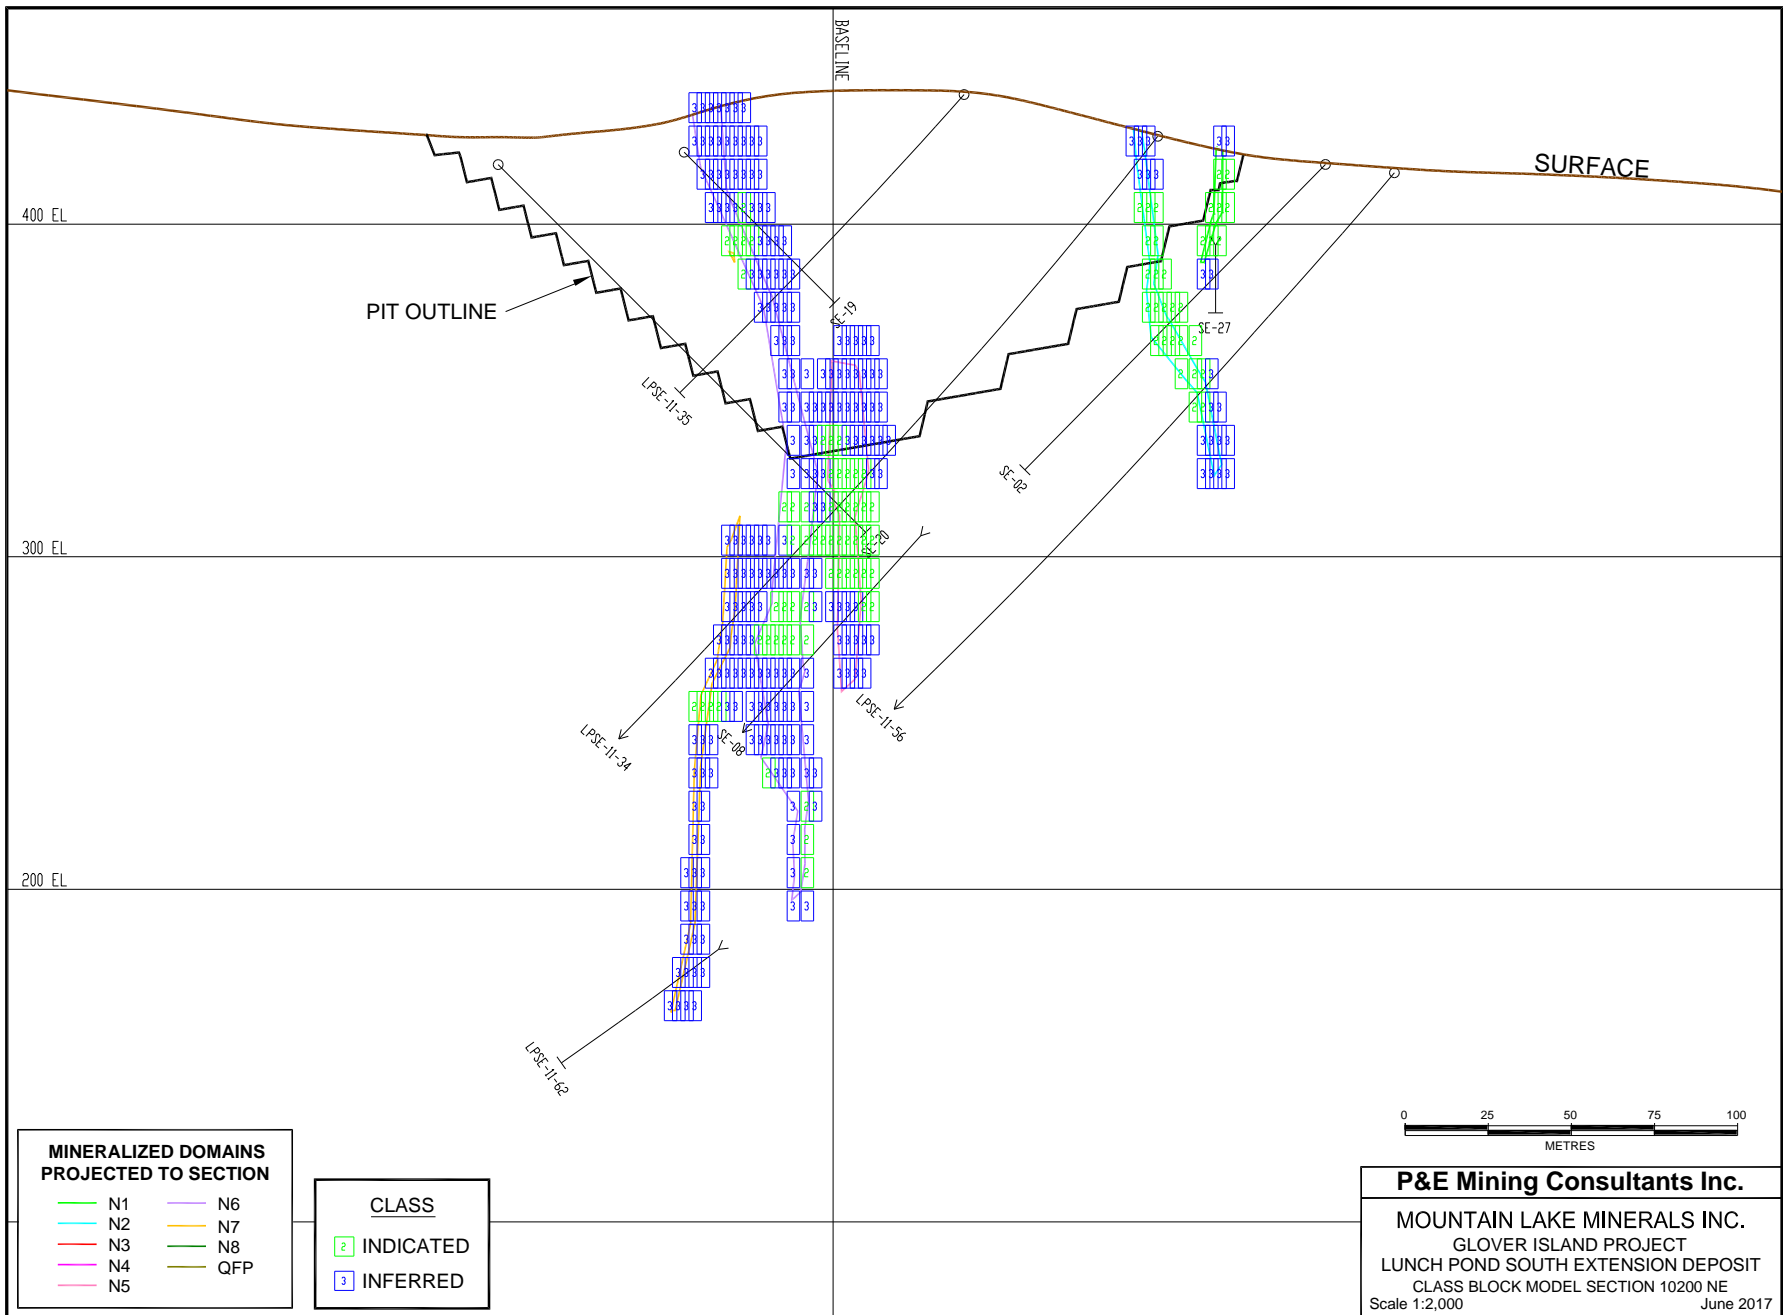 BASELINE
SURFACE
400 EL
PIT OUTLINE
SE-19
SE-27
LPSE-11-35
SE-02
SE-20
300 EL
LPSE-11-34
SE-08
LPSE-11-56
200 EL
LPSE-11-62
0 25 50 75 100
METRES
MINERALIZED DOMAINS
PROJECTED TO SECTION
N1
N2
N3
N4
N5
N6
N7
N8
QFP
CLASS
2 INDICATED
3 INFERRED
P&E Mining Consultants Inc.
MOUNTAIN LAKE MINERALS INC.
GLOVER ISLAND PROJECT
LUNCH POND SOUTH EXTENSION DEPOSIT
CLASS BLOCK MODEL SECTION 10200 NE
Scale 1:2,000 June 2017